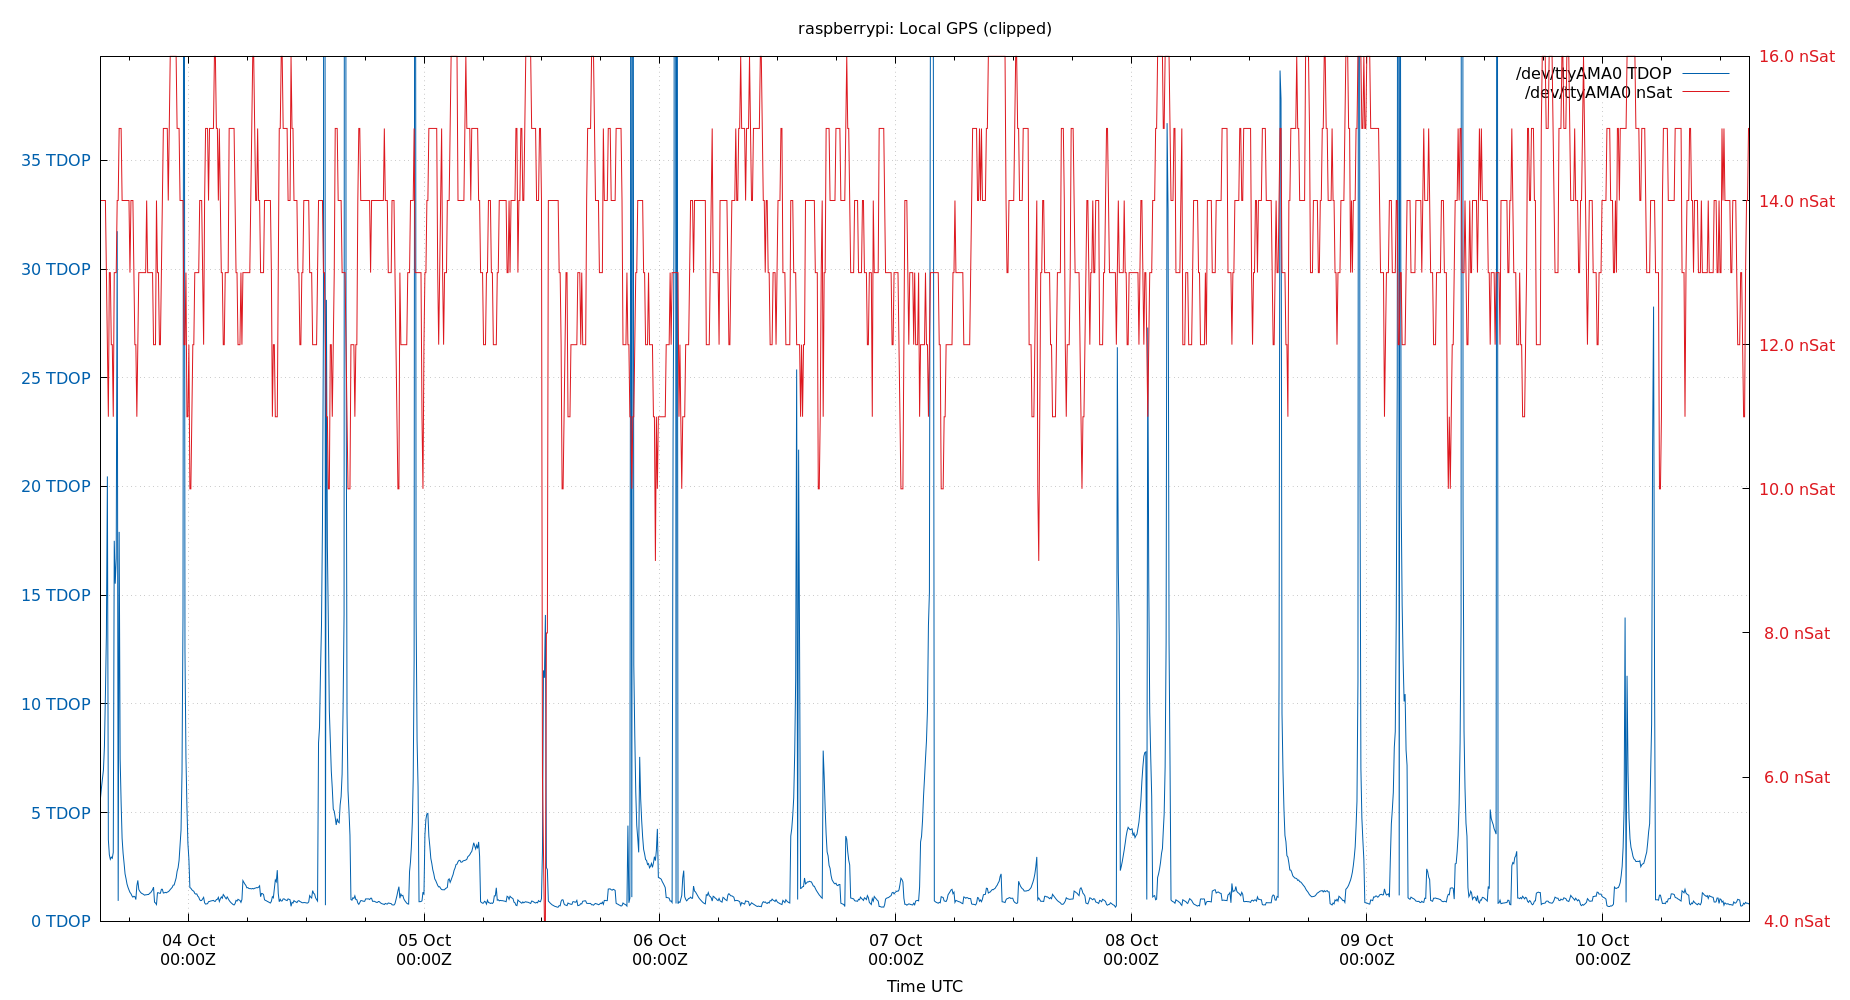 raspberrypi: Local GPS (clipped)
16.0 nSat
/dev/ttyAMA0 TDOP
/dev/ttyAMA0 nSat
35 TDOP
14.0 nSat
30 TDOP
12.0 nSat
25 TDOP
20 TDOP
10.0 nSat
15 TDOP
8.0 nSat
10 TDOP
6.0 nSat
5 TDOP
0 TDOP
4.0 nSat
04 Oct 05 Oct 06 Oct 07 Oct 08 Oct 09 Oct 10 Oct
00:00Z 00:00Z 00:00Z 00:00Z 00:00Z 00:00Z 00:00Z
Time UTC